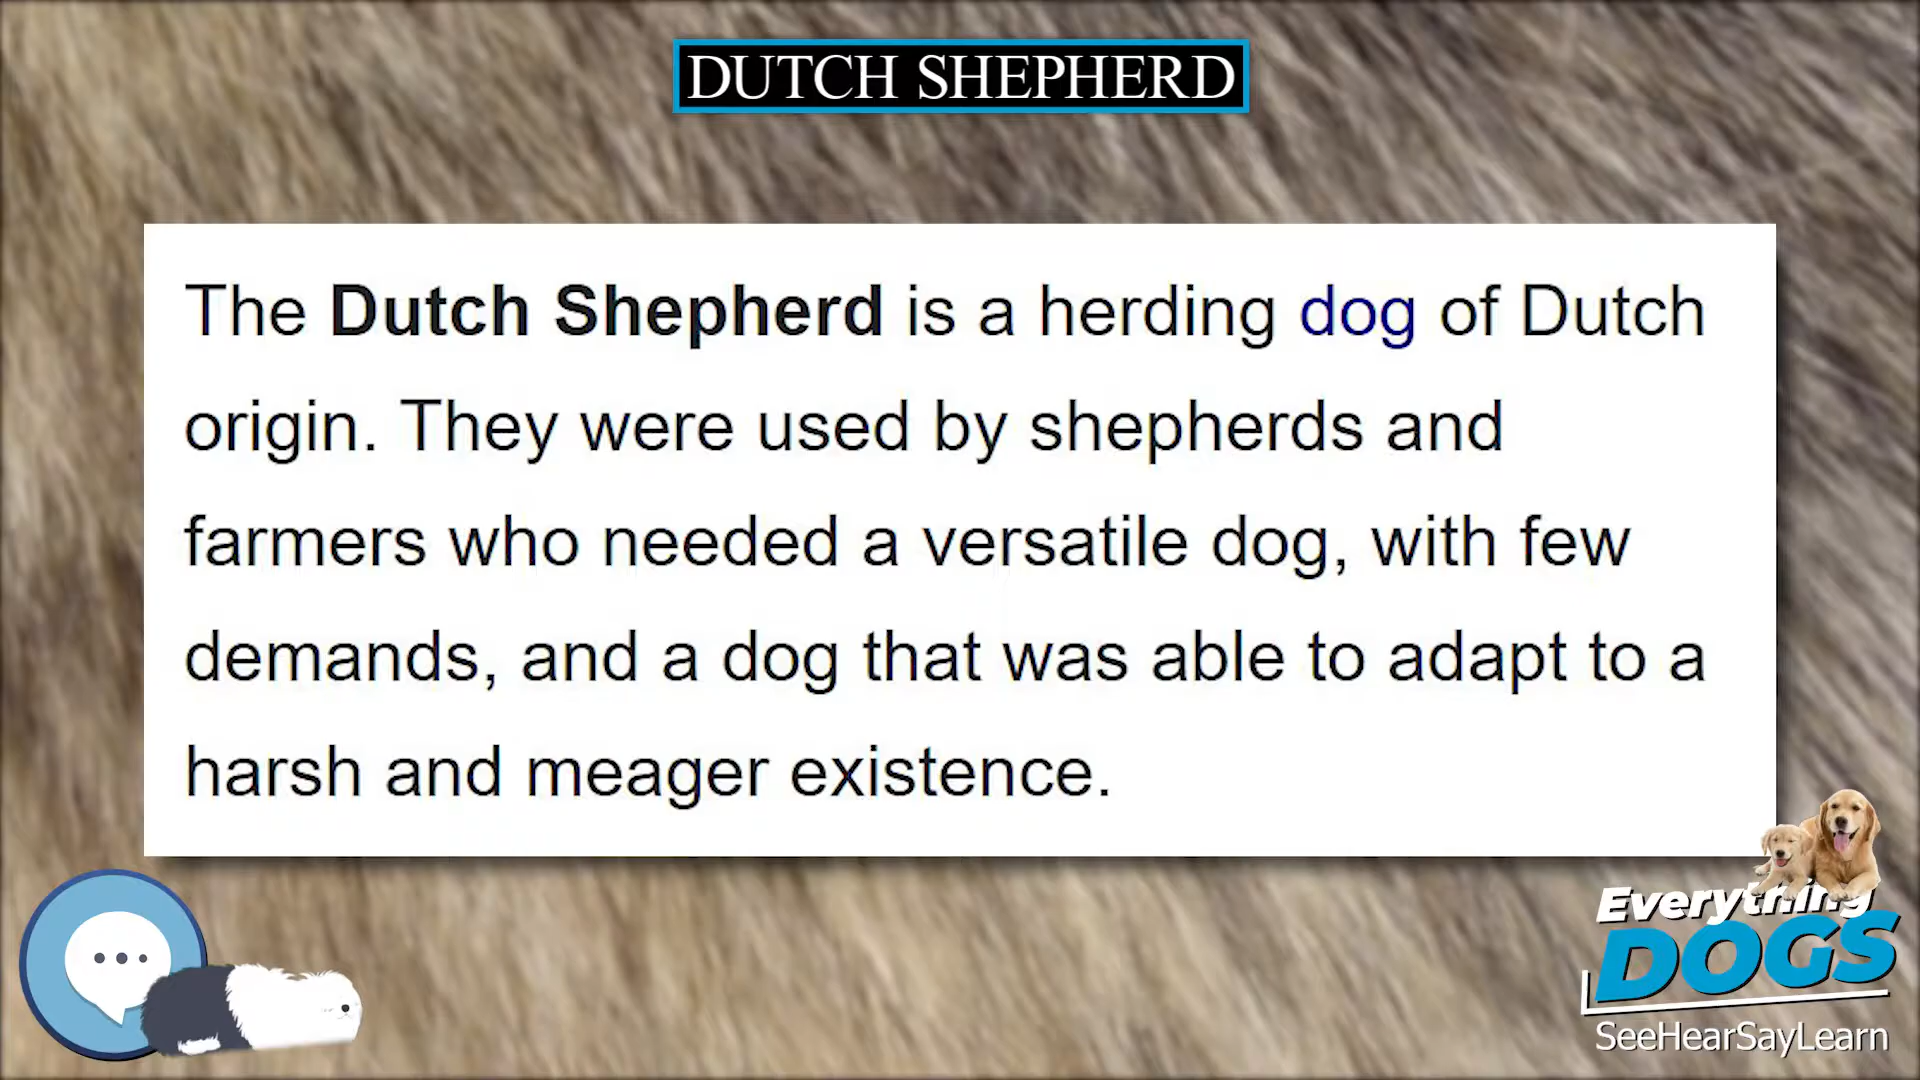 DUTCH SHEPHERD
The Dutch Shepherd is a herding dog of Dutch
origin. They were used by shepherds and
farmers who needed a versatile dog, with few
demands, and a dog that was able to adapt to a
harsh and meager existence.
Everything
DOGS
SeeHearSayLearn